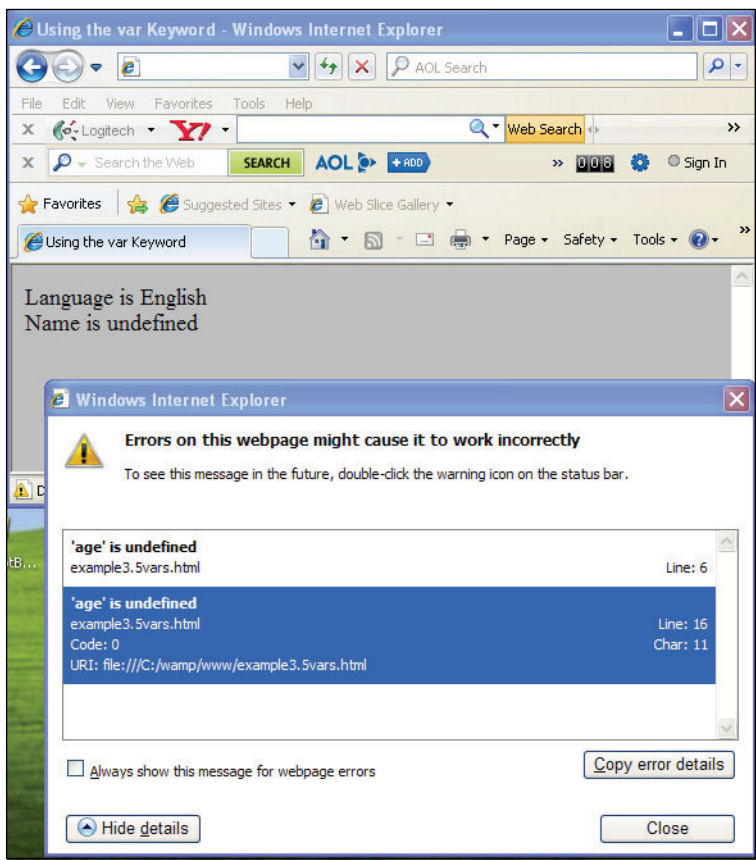 Using the var Keyword - Windows Internet Explorer
AOL Search
File Edit View Favorites Tools Help
Logitech Y! Web Search »
Search the Web SEARCH AOL + ADD » 008 Sign In
Favorites Suggested Sites Web Slice Gallery
Using the var Keyword Page Safety Tools »
Language is English
Name is undefined
Windows Internet Explorer
Errors on this webpage might cause it to work incorrectly
To see this message in the future, double-click the warning icon on the status bar.
D
tB...
'age' is undefined
example3.5vars.html Line: 6
'age' is undefined
example3.5vars.html Line: 16
Code: 0 Char: 11
URI: file:///C:/wamp/www/example3.5vars.html
Always show this message for webpage errors
Copy error details
Hide details
Close